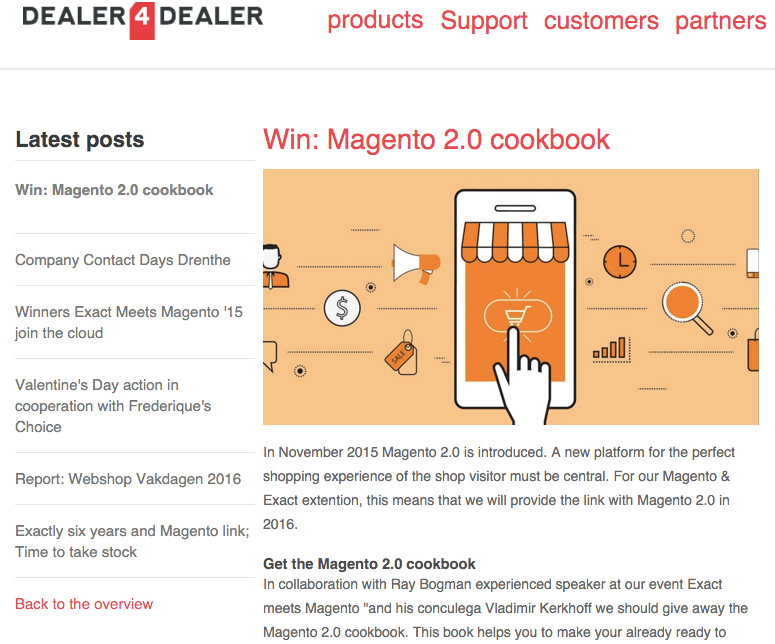 DEALER4DEALER
products Support customers partners
Latest posts
Win: Magento 2.0 cookbook
Company Contact Days Drenthe
Winners Exact Meets Magento '15
join the cloud
Valentine's Day action in
cooperation with Frederique's
Choice
Report: Webshop Vakdagen 2016
Exactly six years and Magento link;
Time to take stock
Back to the overview
Win: Magento 2.0 cookbook
$
SALE
In November 2015 Magento 2.0 is introduced. A new platform for the perfect
shopping experience of the shop visitor must be central. For our Magento &
Exact extention, this means that we will provide the link with Magento 2.0 in
2016.
Get the Magento 2.0 cookbook
In collaboration with Ray Bogman experienced speaker at our event Exact
meets Magento "and his conculega Vladimir Kerkhoff we should give away the
Magento 2.0 cookbook. This book helps you to make your already ready to